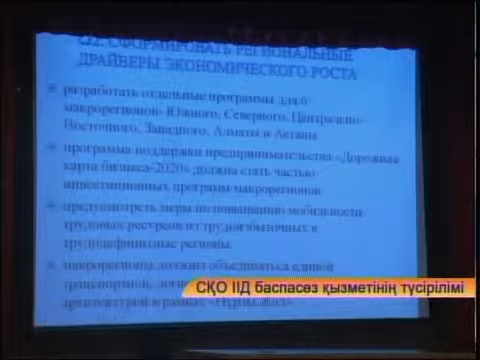 СФОРМИРОВАТЬ РЕГИОНАЛЬНЫЕ
ДРАЙВЕРЫ ЭКОНОМИЧЕСКОГО РОСТА
разработать отдельные программы для 6
макрорегионов- Южного, Северного, Центрально-
Восточного, Западного, Алматы и Астаны
программа поддержки предпринимательства «Дорожная
карта бизнеса-2020» должна стать частью
инвестиционных программ макрорегионов
предусмотреть меры по повышению мобильности
трудовых ресурсов из трудоизбыточных в
трудодефицитные регионы.
макрорегионы должны объединяться единой
транспортной,
в рамках «Нұрлы жол»
СҚО ІІД баспасөз қызметінің түсірілімі